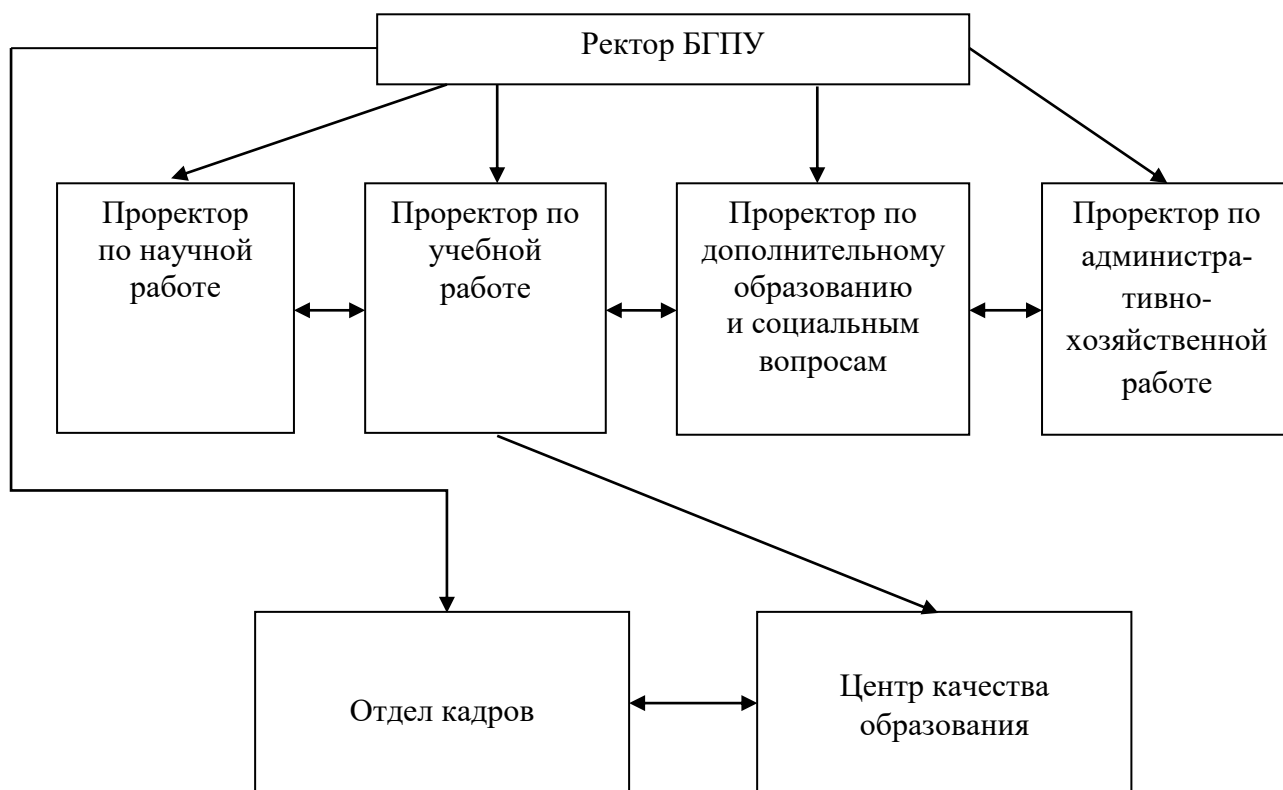 Ректор БГПУ
Проректор
по научной
работе
Проректор по
учебной
работе
Проректор по
дополнительному
образованию
и социальным
вопросам
Проректор по
администра-
тивно-
хозяйственной
работе
Отдел кадров
Центр качества
образования